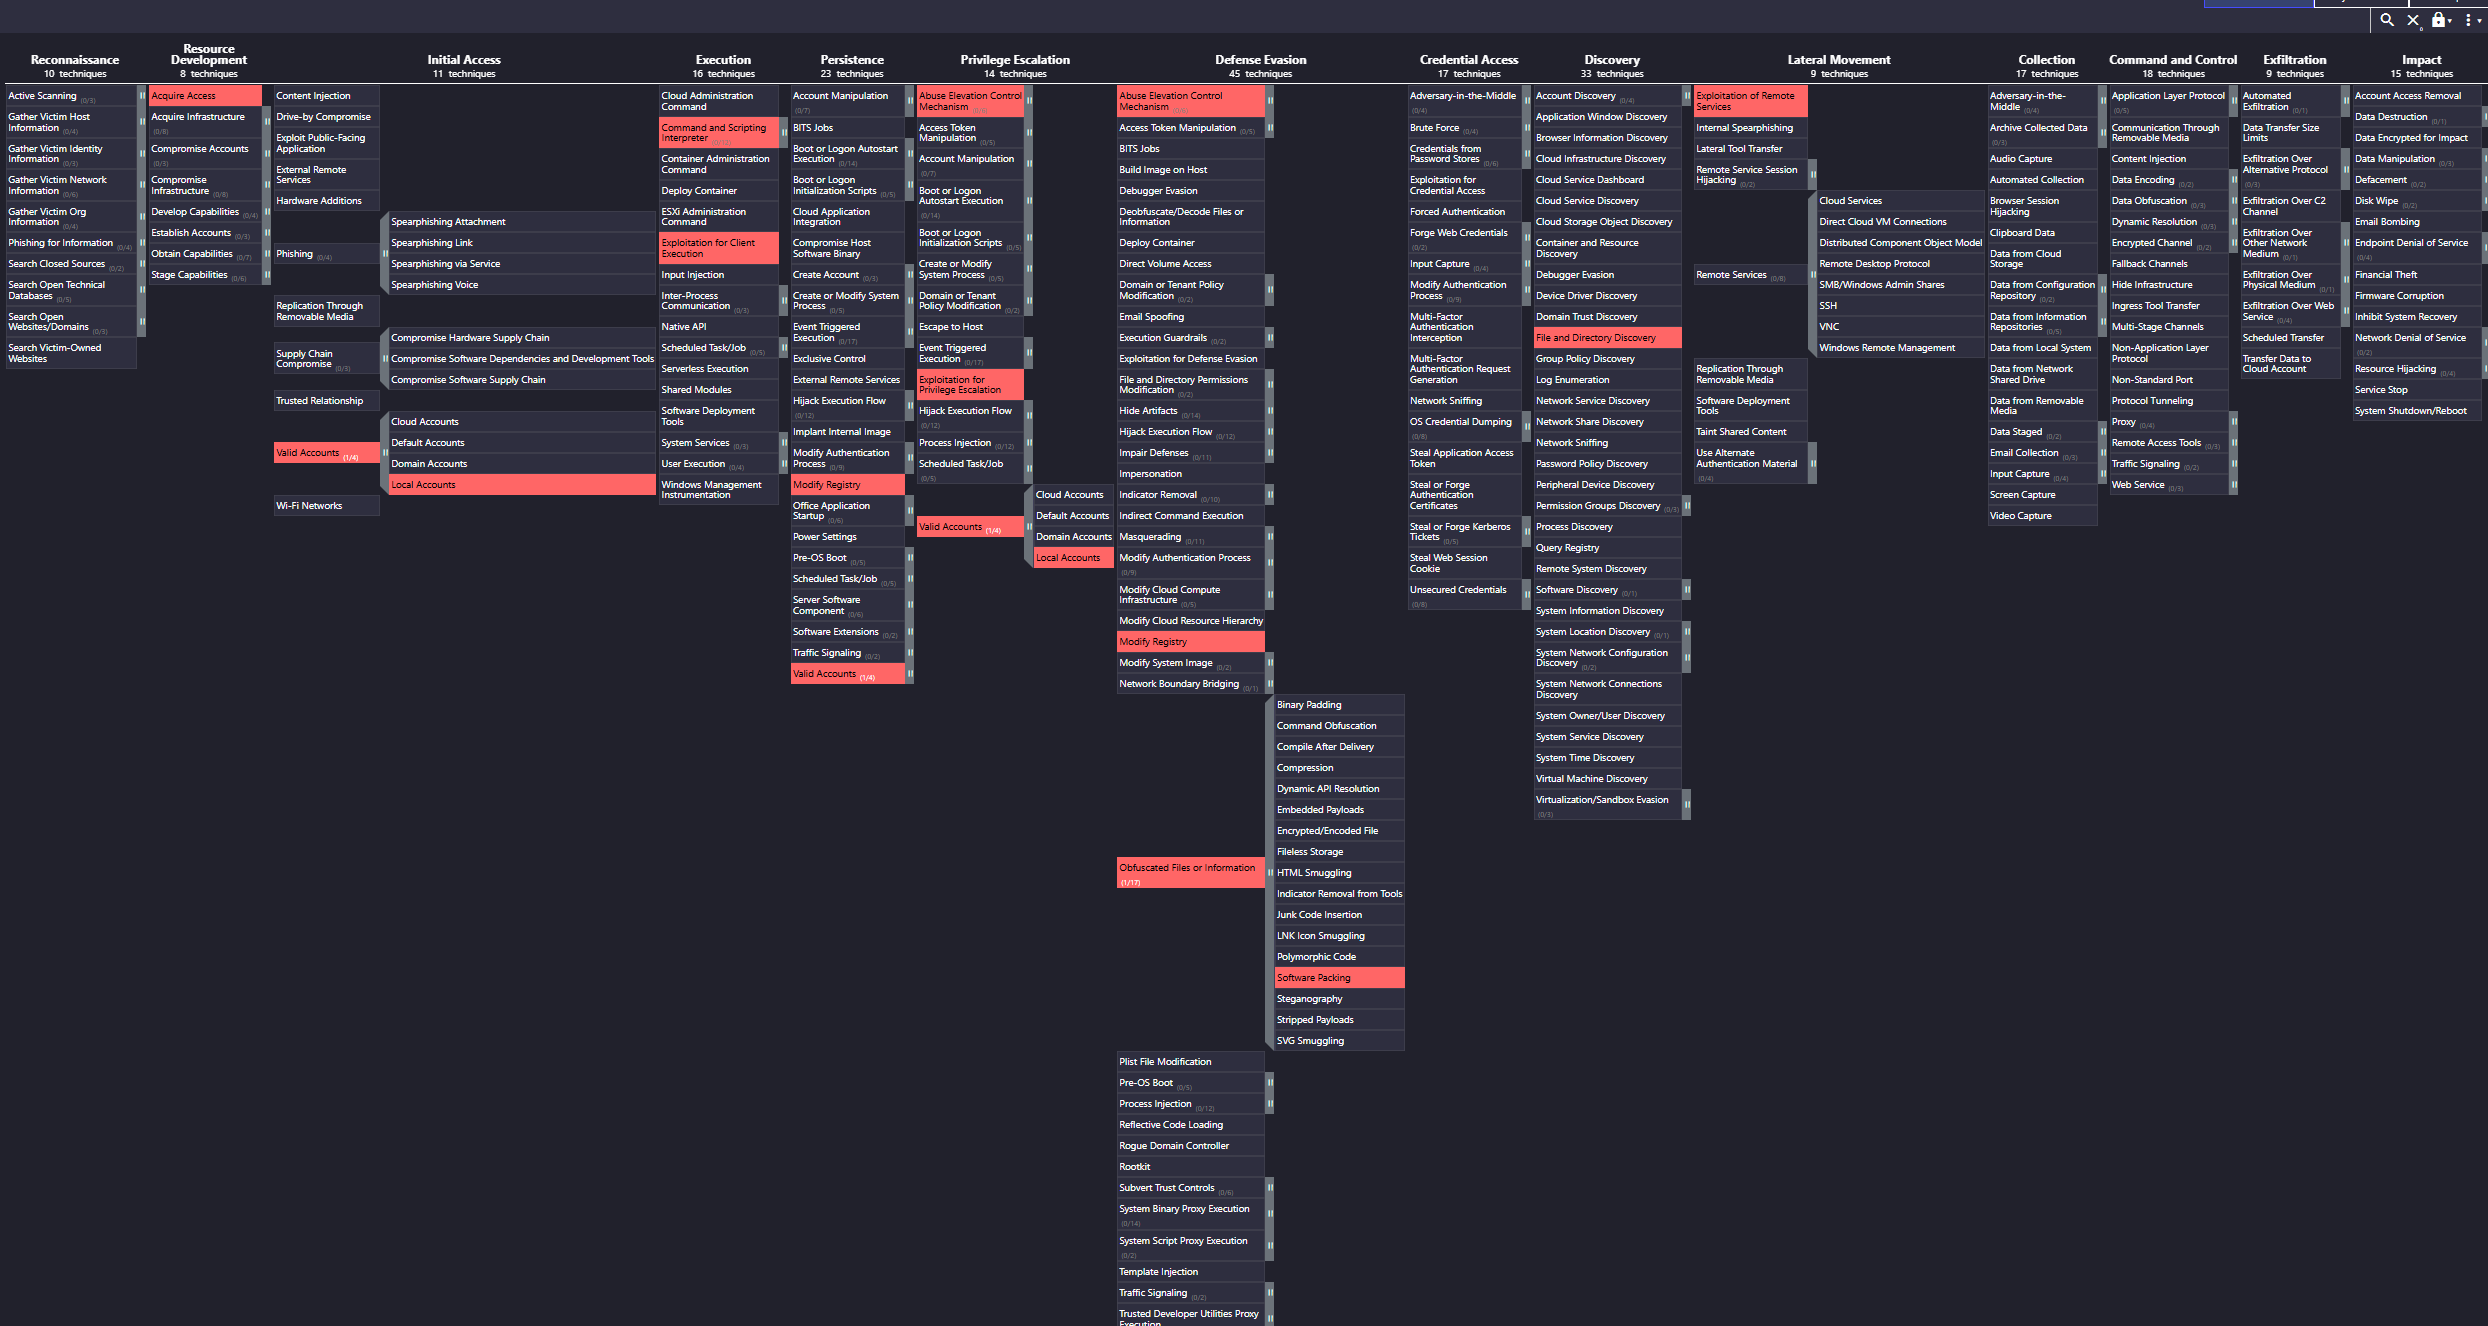 Reconnaissance
10 techniques
Active Scanning (0/3)
Gather Victim Host
Information (0/4)
Gather Victim Identity
Information (0/3)
Gather Victim Network
Information (0/6)
Gather Victim Org
Information (0/4)
Phishing for Information (0/4)
Search Closed Sources (0/2)
Search Open Technical
Databases (0/5)
Search Open
Websites/Domains (0/3)
Search Victim-Owned
Websites
Resource
Development
8 techniques
Acquire Access
Acquire Infrastructure
(0/8)
Compromise Accounts
(0/3)
Compromise
Infrastructure (0/8)
Develop Capabilities (0/4)
Establish Accounts (0/3)
Obtain Capabilities (0/7)
Stage Capabilities (0/6)
Initial Access
11 techniques
Content Injection
Drive-by Compromise
Exploit Public-Facing
Application
External Remote
Services
Hardware Additions
Phishing (0/4)
Spearphishing Attachment
Spearphishing Link
Spearphishing via Service
Spearphishing Voice
Replication Through
Removable Media
Supply Chain
Compromise (0/3)
Compromise Hardware Supply Chain
Compromise Software Dependencies and Development Tools
Compromise Software Supply Chain
Trusted Relationship
Valid Accounts (1/4)
Cloud Accounts
Default Accounts
Domain Accounts
Local Accounts
Wi-Fi Networks
Execution
16 techniques
Cloud Administration
Command
Command and Scripting
Interpreter
Container Administration
Command
Deploy Container
ESXi Administration
Command
Exploitation for Client
Execution
Input Injection
Inter-Process
Communication (0/3)
Native API
Scheduled Task/Job (0/5)
Serverless Execution
Shared Modules
Software Deployment
Tools
System Services (0/3)
User Execution (0/4)
Windows Management
Instrumentation
Persistence
23 techniques
Account Manipulation
(0/7)
BITS Jobs
Boot or Logon Autostart
Execution (0/14)
Boot or Logon
Initialization Scripts (0/5)
Cloud Application
Integration
Compromise Host
Software Binary
Create Account (0/3)
Create or Modify System
Process (0/5)
Event Triggered
Execution (0/17)
Exclusive Control
External Remote Services
Hijack Execution Flow
(0/12)
Implant Internal Image
Modify Authentication
Process (0/9)
Modify Registry
Office Application
Startup (0/6)
Power Settings
Pre-OS Boot (0/5)
Scheduled Task/Job (0/5)
Server Software
Component (0/6)
Software Extensions (0/2)
Traffic Signaling (0/2)
Valid Accounts (1/4)
Privilege Escalation
14 techniques
Abuse Elevation Control
Mechanism
Access Token
Manipulation (0/5)
Account Manipulation
(0/7)
Boot or Logon
Autostart Execution
(0/14)
Boot or Logon
Initialization Scripts (0/5)
Create or Modify
System Process (0/5)
Domain or Tenant
Policy Modification (0/2)
Escape to Host
Event Triggered
Execution (0/17)
Exploitation for
Privilege Escalation
Hijack Execution Flow
(0/12)
Process Injection (0/12)
Scheduled Task/Job
(0/5)
Valid Accounts (1/4)
Cloud Accounts
Default Accounts
Domain Accounts
Local Accounts
Defense Evasion
45 techniques
Abuse Elevation Control
Mechanism
Access Token Manipulation (0/5)
BITS Jobs
Build Image on Host
Debugger Evasion
Deobfuscate/Decode Files or
Information
Deploy Container
Direct Volume Access
Domain or Tenant Policy
Modification (0/2)
Email Spoofing
Execution Guardrails (0/2)
Exploitation for Defense Evasion
File and Directory Permissions
Modification (0/2)
Hide Artifacts (0/14)
Hijack Execution Flow (0/12)
Impair Defenses (0/11)
Impersonation
Indicator Removal (0/10)
Indirect Command Execution
Masquerading (0/11)
Modify Authentication Process
(0/9)
Modify Cloud Compute
Infrastructure (0/5)
Modify Cloud Resource Hierarchy
Modify Registry
Modify System Image (0/2)
Network Boundary Bridging (0/1)
Obfuscated Files or Information
(1/17)
Binary Padding
Command Obfuscation
Compile After Delivery
Compression
Dynamic API Resolution
Embedded Payloads
Encrypted/Encoded File
Fileless Storage
HTML Smuggling
Indicator Removal from Tools
Junk Code Insertion
LNK Icon Smuggling
Polymorphic Code
Software Packing
Steganography
Stripped Payloads
SVG Smuggling
Plist File Modification
Pre-OS Boot (0/5)
Process Injection (0/12)
Reflective Code Loading
Rogue Domain Controller
Rootkit
Subvert Trust Controls (0/6)
System Binary Proxy Execution
(0/14)
System Script Proxy Execution
(0/2)
Template Injection
Traffic Signaling (0/2)
Trusted Developer Utilities Proxy
Execution
Credential Access
17 techniques
Adversary-in-the-Middle
(0/4)
Brute Force (0/4)
Credentials from
Password Stores (0/6)
Exploitation for
Credential Access
Forced Authentication
Forge Web Credentials
(0/2)
Input Capture (0/4)
Modify Authentication
Process (0/9)
Multi-Factor
Authentication
Interception
Multi-Factor
Authentication Request
Generation
Network Sniffing
OS Credential Dumping
(0/8)
Steal Application Access
Token
Steal or Forge
Authentication
Certificates
Steal or Forge Kerberos
Tickets (0/5)
Steal Web Session
Cookie
Unsecured Credentials
(0/8)
Discovery
33 techniques
Account Discovery (0/4)
Application Window Discovery
Browser Information Discovery
Cloud Infrastructure Discovery
Cloud Service Dashboard
Cloud Service Discovery
Cloud Storage Object Discovery
Container and Resource
Discovery
Debugger Evasion
Device Driver Discovery
Domain Trust Discovery
File and Directory Discovery
Group Policy Discovery
Log Enumeration
Network Service Discovery
Network Share Discovery
Network Sniffing
Password Policy Discovery
Peripheral Device Discovery
Permission Groups Discovery (0/3)
Process Discovery
Query Registry
Remote System Discovery
Software Discovery (0/1)
System Information Discovery
System Location Discovery (0/1)
System Network Configuration
Discovery (0/2)
System Network Connections
Discovery
System Owner/User Discovery
System Service Discovery
System Time Discovery
Virtual Machine Discovery
Virtualization/Sandbox Evasion
(0/3)
Lateral Movement
9 techniques
Exploitation of Remote
Services
Internal Spearphishing
Lateral Tool Transfer
Remote Service Session
Hijacking (0/2)
Remote Services (0/8)
Cloud Services
Direct Cloud VM Connections
Distributed Component Object Model
Remote Desktop Protocol
SMB/Windows Admin Shares
SSH
VNC
Windows Remote Management
Replication Through
Removable Media
Software Deployment
Tools
Taint Shared Content
Use Alternate
Authentication Material
(0/4)
Collection
17 techniques
Adversary-in-the-
Middle (0/4)
Archive Collected Data
(0/3)
Audio Capture
Automated Collection
Browser Session
Hijacking
Clipboard Data
Data from Cloud
Storage
Data from Configuration
Repository (0/2)
Data from Information
Repositories (0/5)
Data from Local System
Data from Network
Shared Drive
Data from Removable
Media
Data Staged (0/2)
Email Collection (0/3)
Input Capture (0/4)
Screen Capture
Video Capture
Command and Control
18 techniques
Application Layer Protocol
(0/5)
Communication Through
Removable Media
Content Injection
Data Encoding (0/2)
Data Obfuscation (0/3)
Dynamic Resolution (0/3)
Encrypted Channel (0/2)
Fallback Channels
Hide Infrastructure
Ingress Tool Transfer
Multi-Stage Channels
Non-Application Layer
Protocol
Non-Standard Port
Protocol Tunneling
Proxy (0/4)
Remote Access Tools (0/3)
Traffic Signaling (0/2)
Web Service (0/3)
Exfiltration
9 techniques
Automated
Exfiltration (0/1)
Data Transfer Size
Limits
Exfiltration Over
Alternative Protocol
(0/3)
Exfiltration Over C2
Channel
Exfiltration Over
Other Network
Medium (0/1)
Exfiltration Over
Physical Medium (0/1)
Exfiltration Over Web
Service (0/4)
Scheduled Transfer
Transfer Data to
Cloud Account
Impact
15 techniques
Account Access Removal
Data Destruction (0/1)
Data Encrypted for Impact
Data Manipulation (0/3)
Defacement (0/2)
Disk Wipe (0/2)
Email Bombing
Endpoint Denial of Service
(0/4)
Financial Theft
Firmware Corruption
Inhibit System Recovery
Network Denial of Service
(0/2)
Resource Hijacking (0/4)
Service Stop
System Shutdown/Reboot